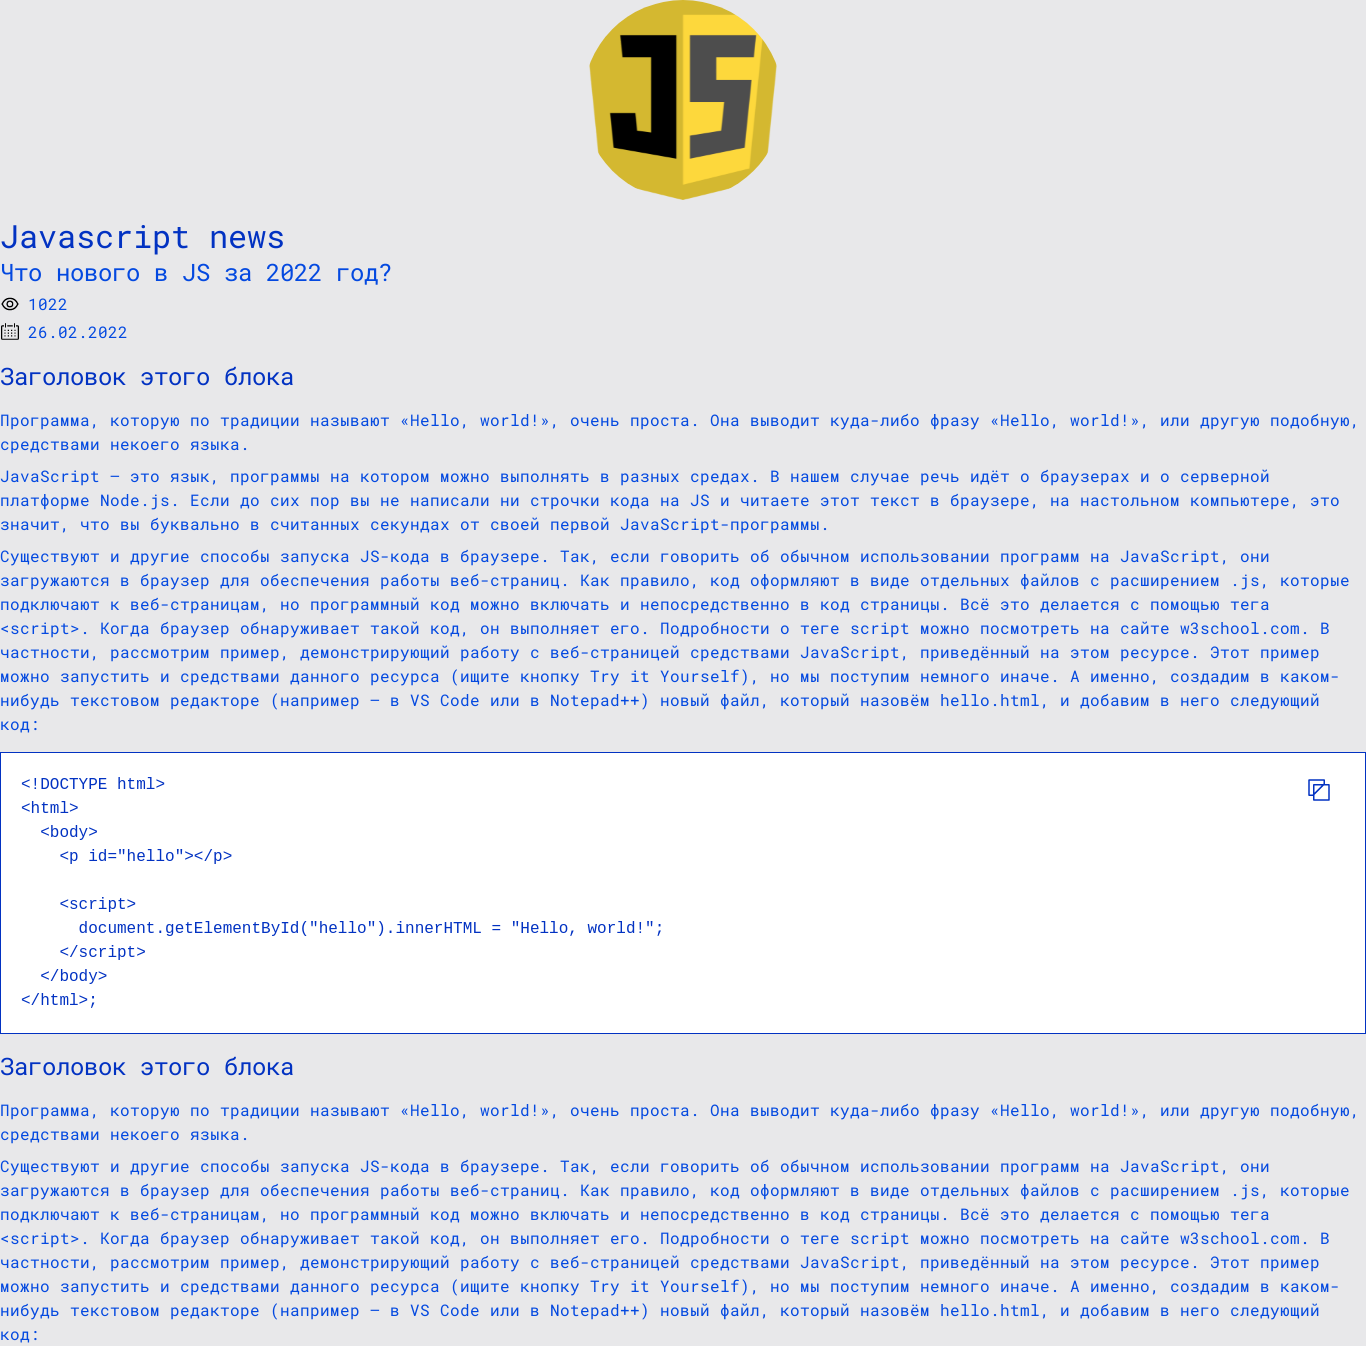 JS
Javascript news
Что нового в JS за 2022 год?
1022
26.02.2022
Заголовок этого блока
Программа, которую по традиции называют «Hello, world!», очень проста. Она выводит куда-либо фразу «Hello, world!», или другую подобную,
средствами некоего языка.
JavaScript — это язык, программы на котором можно выполнять в разных средах. В нашем случае речь идёт о браузерах и о серверной
платформе Node.js. Если до сих пор вы не написали ни строчки кода на JS и читаете этот текст в браузере, на настольном компьютере, это
значит, что вы буквально в считанных секундах от своей первой JavaScript-программы.
Существуют и другие способы запуска JS-кода в браузере. Так, если говорить об обычном использовании программ на JavaScript, они
загружаются в браузер для обеспечения работы веб-страниц. Как правило, код оформляют в виде отдельных файлов с расширением .js, которые
подключают к веб-страницам, но программный код можно включать и непосредственно в код страницы. Всё это делается с помощью тега
<script>. Когда браузер обнаруживает такой код, он выполняет его. Подробности о теге script можно посмотреть на сайте w3school.com. В
частности, рассмотрим пример, демонстрирующий работу с веб-страницей средствами JavaScript, приведённый на этом ресурсе. Этот пример
можно запустить и средствами данного ресурса (ищите кнопку Try it Yourself), но мы поступим немного иначе. А именно, создадим в каком-
нибудь текстовом редакторе (например — в VS Code или в Notepad++) новый файл, который назовём hello.html, и добавим в него следующий
код:
<!DOCTYPE html>
<html>
  <body>
    <p id="hello"></p>
    <script>
      document.getElementById("hello").innerHTML = "Hello, world!";
    </script>
  </body>
</html>;
Заголовок этого блока
Программа, которую по традиции называют «Hello, world!», очень проста. Она выводит куда-либо фразу «Hello, world!», или другую подобную,
средствами некоего языка.
Существуют и другие способы запуска JS-кода в браузере. Так, если говорить об обычном использовании программ на JavaScript, они
загружаются в браузер для обеспечения работы веб-страниц. Как правило, код оформляют в виде отдельных файлов с расширением .js, которые
подключают к веб-страницам, но программный код можно включать и непосредственно в код страницы. Всё это делается с помощью тега
<script>. Когда браузер обнаруживает такой код, он выполняет его. Подробности о теге script можно посмотреть на сайте w3school.com. В
частности, рассмотрим пример, демонстрирующий работу с веб-страницей средствами JavaScript, приведённый на этом ресурсе. Этот пример
можно запустить и средствами данного ресурса (ищите кнопку Try it Yourself), но мы поступим немного иначе. А именно, создадим в каком-
нибудь текстовом редакторе (например — в VS Code или в Notepad++) новый файл, который назовём hello.html, и добавим в него следующий
код: